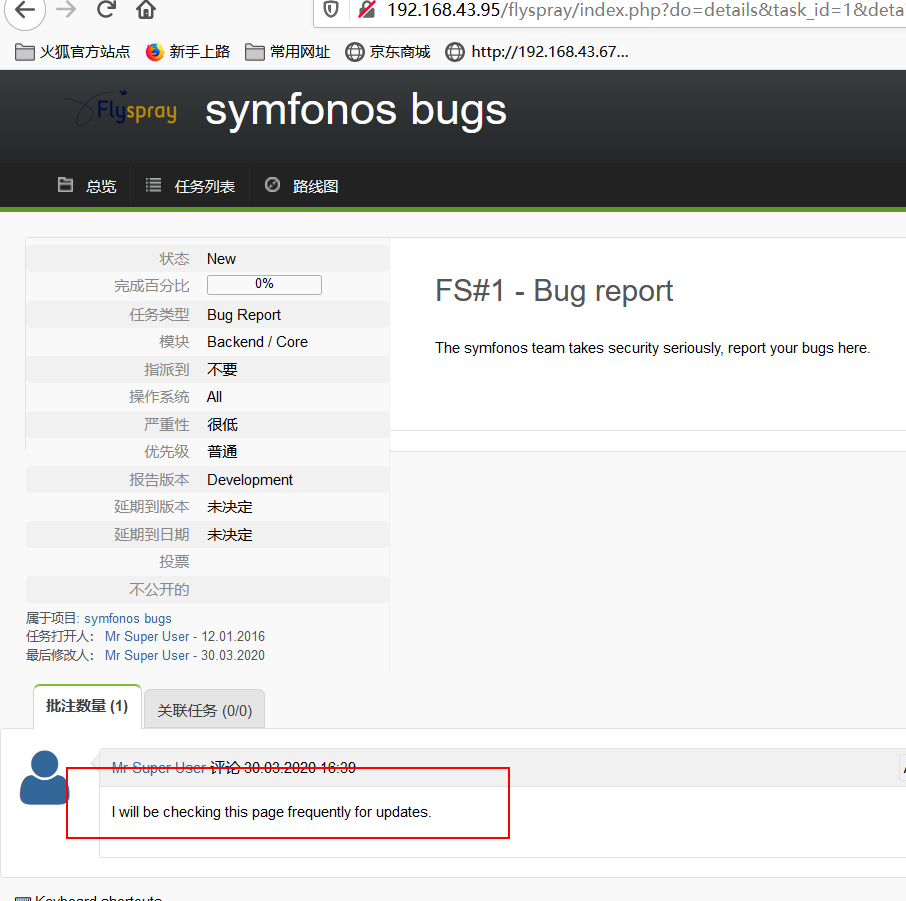 192.168.43.95/flyspray/index.php?do=details&task_id=1&deta
火狐官方站点 新手上路 常用网址 京东商城 http://192.168.43.67...
Flyspray symfonos bugs
总览 任务列表 路线图
状态 New
完成百分比 0%
任务类型 Bug Report
模块 Backend / Core
指派到 不要
操作系统 All
严重性 很低
优先级 普通
报告版本 Development
延期到版本 未决定
延期到日期 未决定
投票
不公开的
属于项目: symfonos bugs
任务打开人: Mr Super User - 12.01.2016
最后修改人: Mr Super User - 30.03.2020
FS#1 - Bug report
The symfonos team takes security seriously, report your bugs here.
批注数量 (1) 关联任务 (0/0)
Mr Super User 评论 30.03.2020 16:39
I will be checking this page frequently for updates.
Keyboard shortcuts